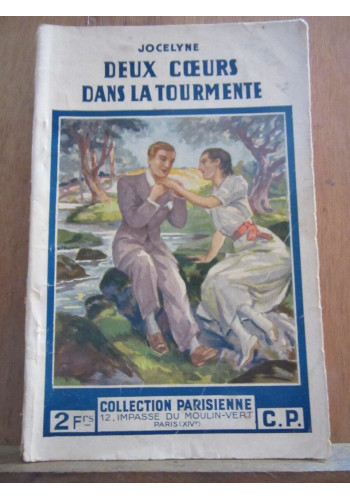 JOCELYNE
DEUX CŒURS
DANS LA TOURMENTE
2 Frs
COLLECTION PARISIENNE
12, IMPASSE DU MOULIN-VERT
PARIS (XIVe)
C.P.